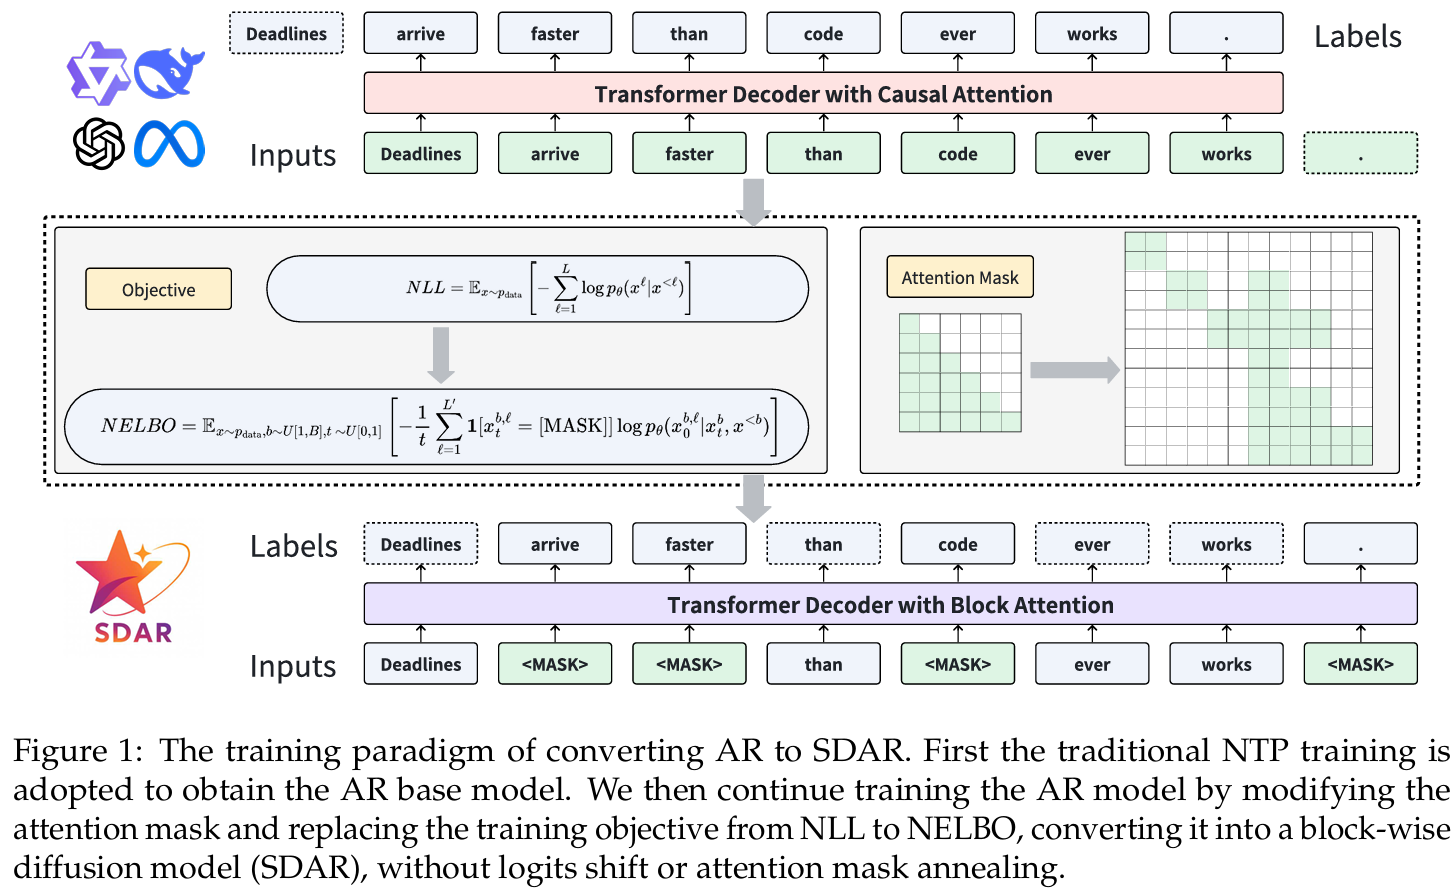 Deadlines arrive faster than code ever works . Labels
Transformer Decoder with Causal Attention
Inputs Deadlines arrive faster than code ever works .
Objective
NLL = 𝔼_{x∼p_data} [ −∑_{ℓ=1}^{L} log p_θ(x^ℓ|x^{<ℓ}) ]
NELBO = 𝔼_{x∼p_data, b∼U[1,B], t∼U[0,1]} [ −\frac{1}{t} ∑_{ℓ=1}^{L′} 𝟏[x_t^{b,ℓ} = [MASK]] log p_θ(x_0^{b,ℓ}|x_t^b, x^{<b}) ]
Attention Mask
Labels Deadlines arrive faster than code ever works .
Transformer Decoder with Block Attention
SDAR
Inputs Deadlines <MASK> <MASK> than <MASK> ever works <MASK>
Figure 1: The training paradigm of converting AR to SDAR. First the traditional NTP training is
adopted to obtain the AR base model. We then continue training the AR model by modifying the
attention mask and replacing the training objective from NLL to NELBO, converting it into a block-wise
diffusion model (SDAR), without logits shift or attention mask annealing.